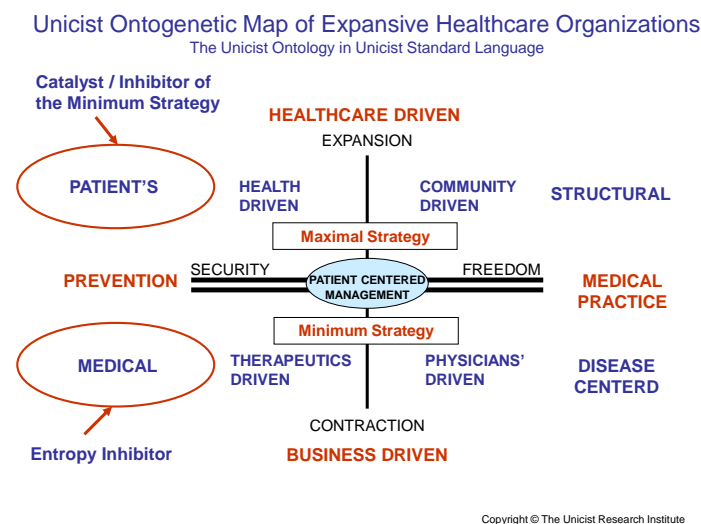 Unicist Ontogenetic Map of Expansive Healthcare Organizations
The Unicist Ontology in Unicist Standard Language
Catalyst / Inhibitor of
the Minimum Strategy
HEALTHCARE DRIVEN
EXPANSION
PATIENT'S
HEALTH
DRIVEN
COMMUNITY
DRIVEN
STRUCTURAL
Maximal Strategy
PREVENTION
SECURITY
PATIENT CENTERED
MANAGEMENT
FREEDOM
MEDICAL
PRACTICE
Minimum Strategy
MEDICAL
THERAPEUTICS
DRIVEN
PHYSICIANS'
DRIVEN
DISEASE
CENTERD
CONTRACTION
Entropy Inhibitor
BUSINESS DRIVEN
Copyright © The Unicist Research Institute